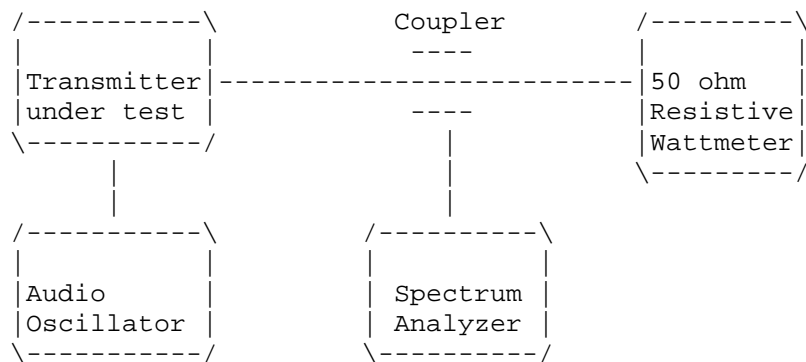 Coupler
Transmitter
under test
50 ohm
Resistive
Wattmeter
Audio
Oscillator
Spectrum
Analyzer